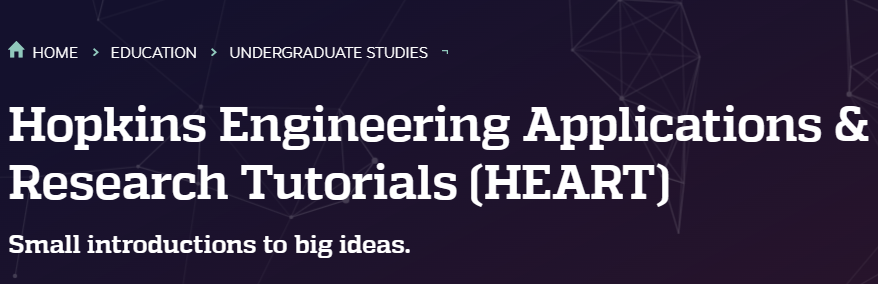 HOME > EDUCATION > UNDERGRADUATE STUDIES ¬
Hopkins Engineering Applications &
Research Tutorials (HEART)
Small introductions to big ideas.